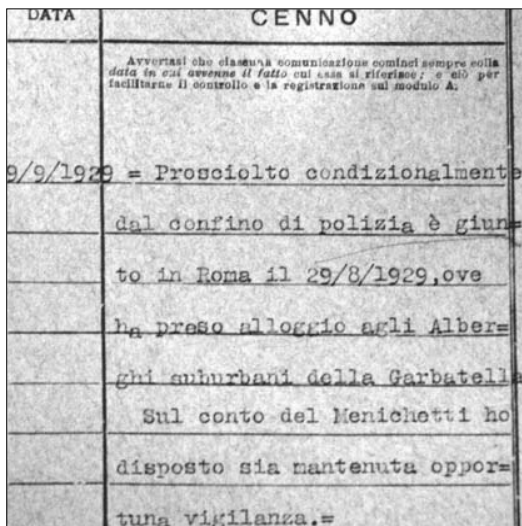 DATA
CENNO
Avvertasi che ciascuna comunicazione cominci sempre colla
data in cui avvenne il fatto cui essa si riferisce; e ciò per
facilitarne il controllo e la registrazione sul modulo A.
9/9/1929 = Prosciolto condizionalmente
dal confino di polizia è giun=
to in Roma il 29/8/1929,ove
ha preso alloggio agli Alber=
ghi suburbani della Garbatella
Sul conto del Menichetti ho
disposto sia mantenuta oppor=
tuna vigilanza.=